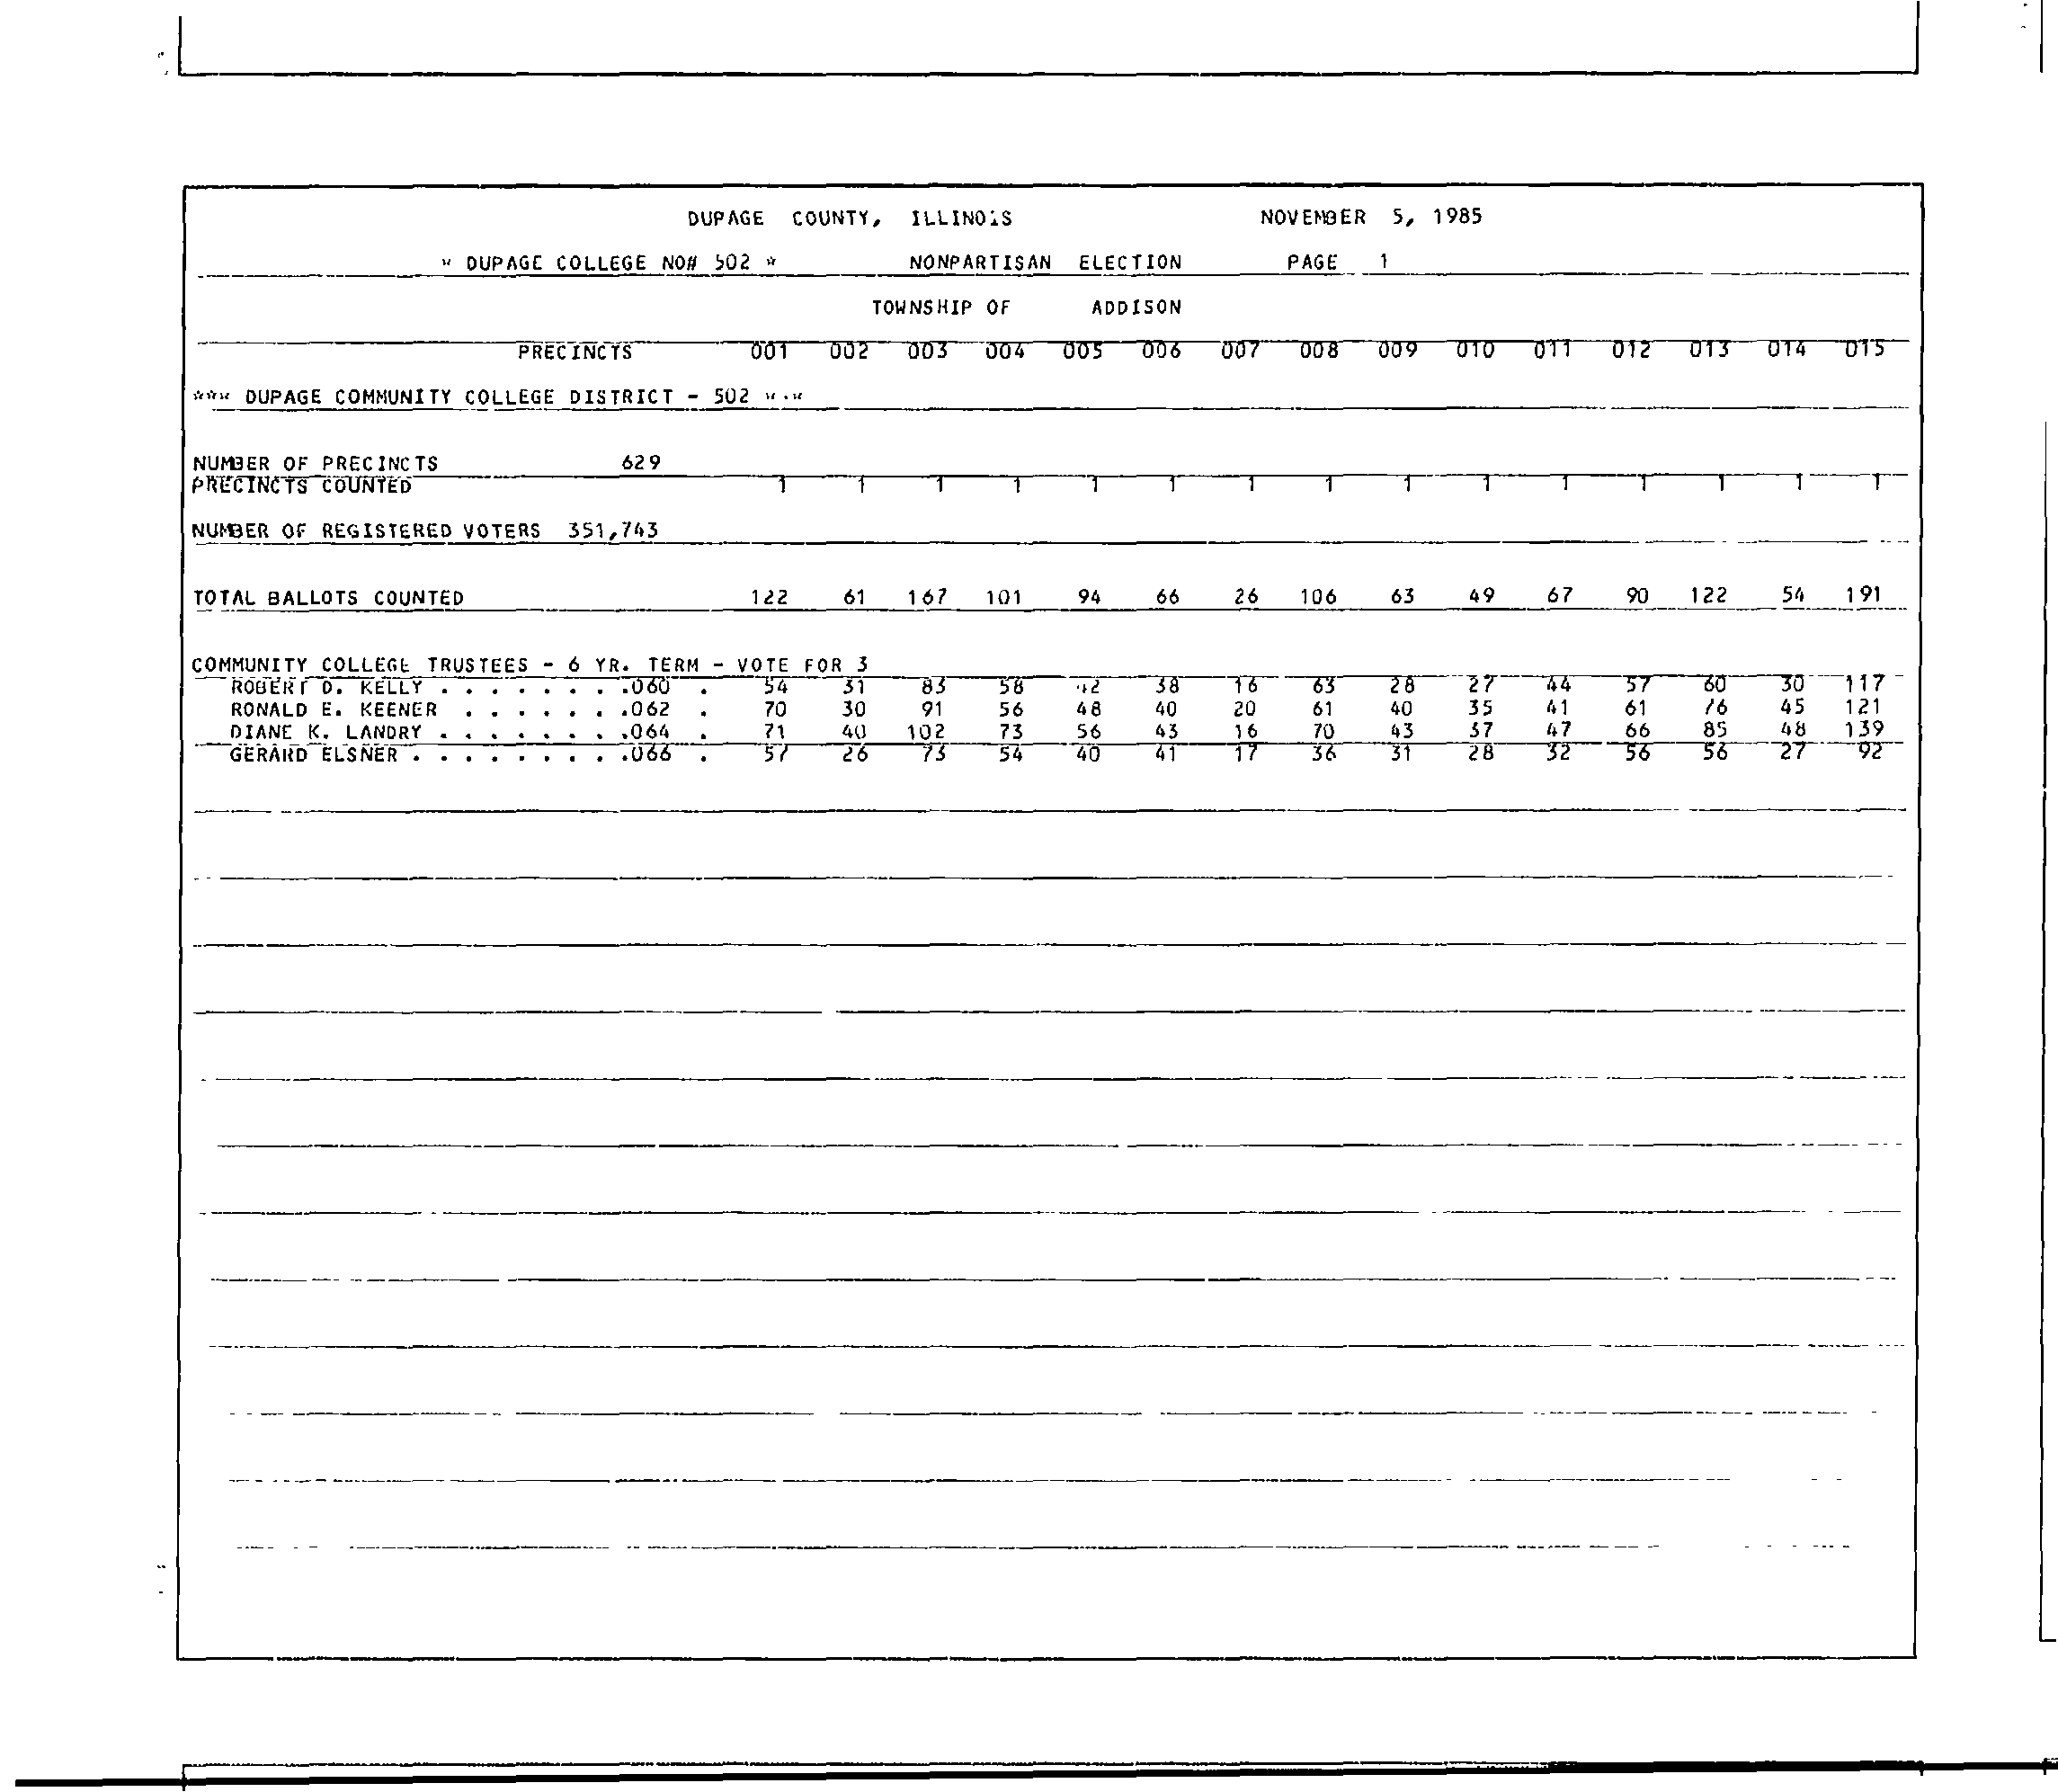 DUPAGE COUNTY, ILLINOIS NOVEMBER 5, 1985
* DUPAGE COLLEGE NO# 502 * NONPARTISAN ELECTION PAGE 1
TOWNSHIP OF ADDISON
PRECINCTS 001 002 003 004 005 006 007 008 009 010 011 012 013 014 015
*** DUPAGE COMMUNITY COLLEGE DISTRICT - 502 ***
NUMBER OF PRECINCTS 629
PRECINCTS COUNTED 1 1 1 1 1 1 1 1 1 1 1 1 1 1 1
NUMBER OF REGISTERED VOTERS 351,743
TOTAL BALLOTS COUNTED 122 61 167 101 94 66 26 106 63 49 67 90 122 54 191
COMMUNITY COLLEGE TRUSTEES - 6 YR. TERM - VOTE FOR 3
ROBERT D. KELLY . . . . . . . .060 . 54 31 83 58 42 38 16 63 28 27 44 57 60 30 117
RONALD E. KEENER . . . . . . .062 . 70 30 91 56 48 40 20 61 40 35 41 61 76 45 121
DIANE K. LANDRY . . . . . . . .064 . 71 40 102 73 56 43 16 70 43 37 47 66 85 48 139
GERARD ELSNER . . . . . . . . .066 . 57 26 73 54 40 41 17 36 31 28 32 56 56 27 92